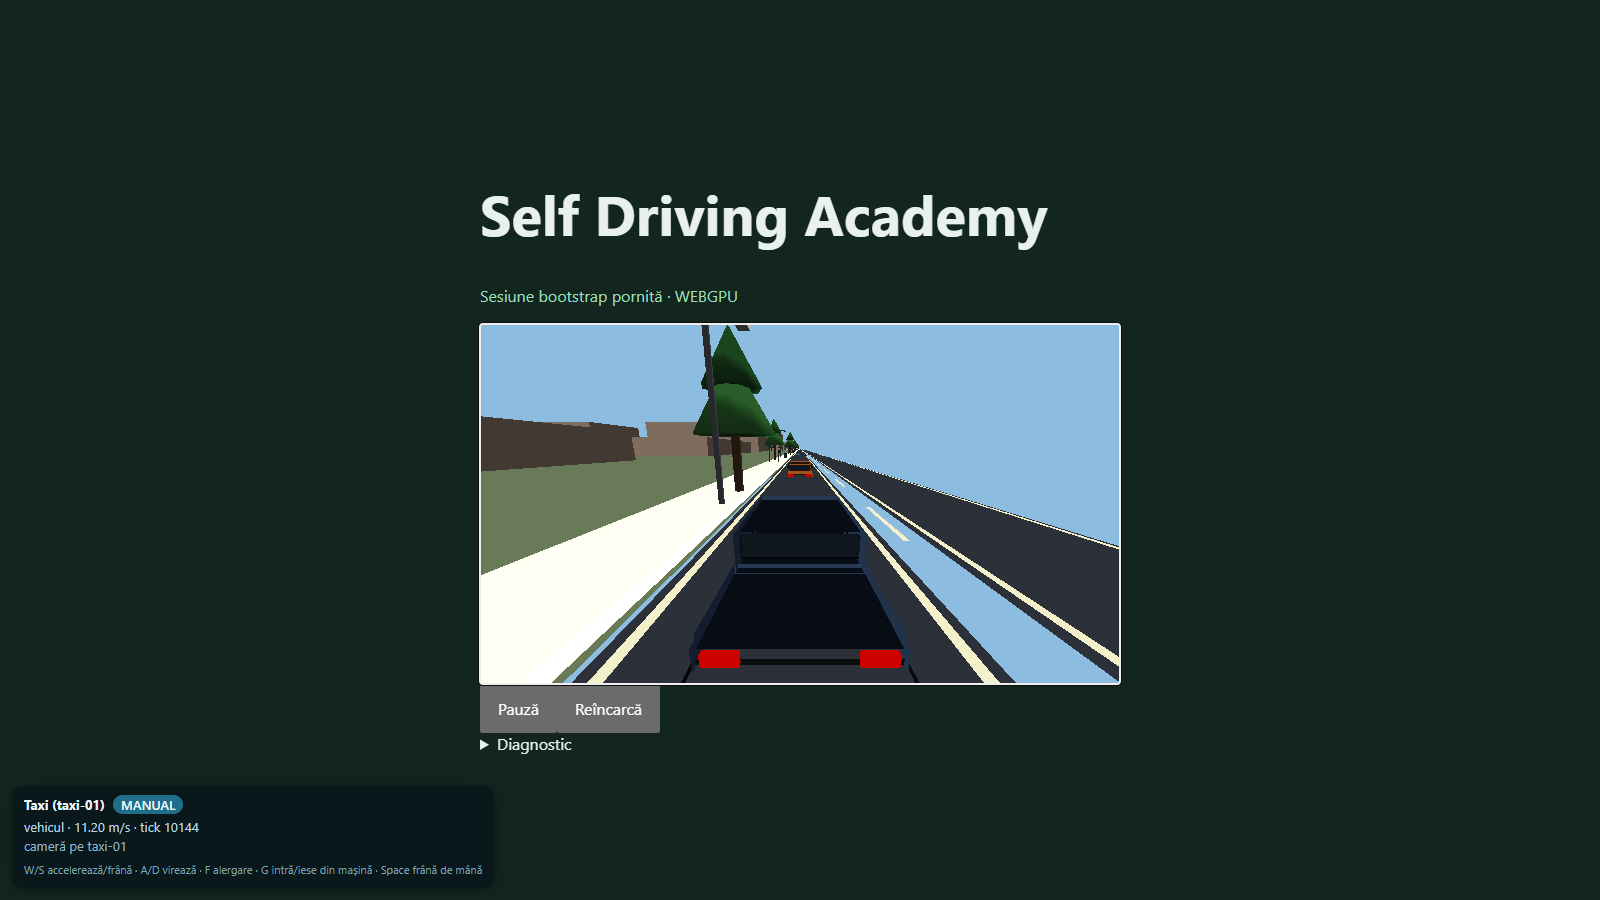 Self Driving Academy
Sesiune bootstrap pornită · WEBGPU
Pauză
Reîncarcă
Diagnostic
Taxi (taxi-01) MANUAL
vehicul · 11.20 m/s · tick 10144
cameră pe taxi-01
W/S accelerează/frână · A/D virează · F alergare · G intră/iese din mașină · Space frână de mână